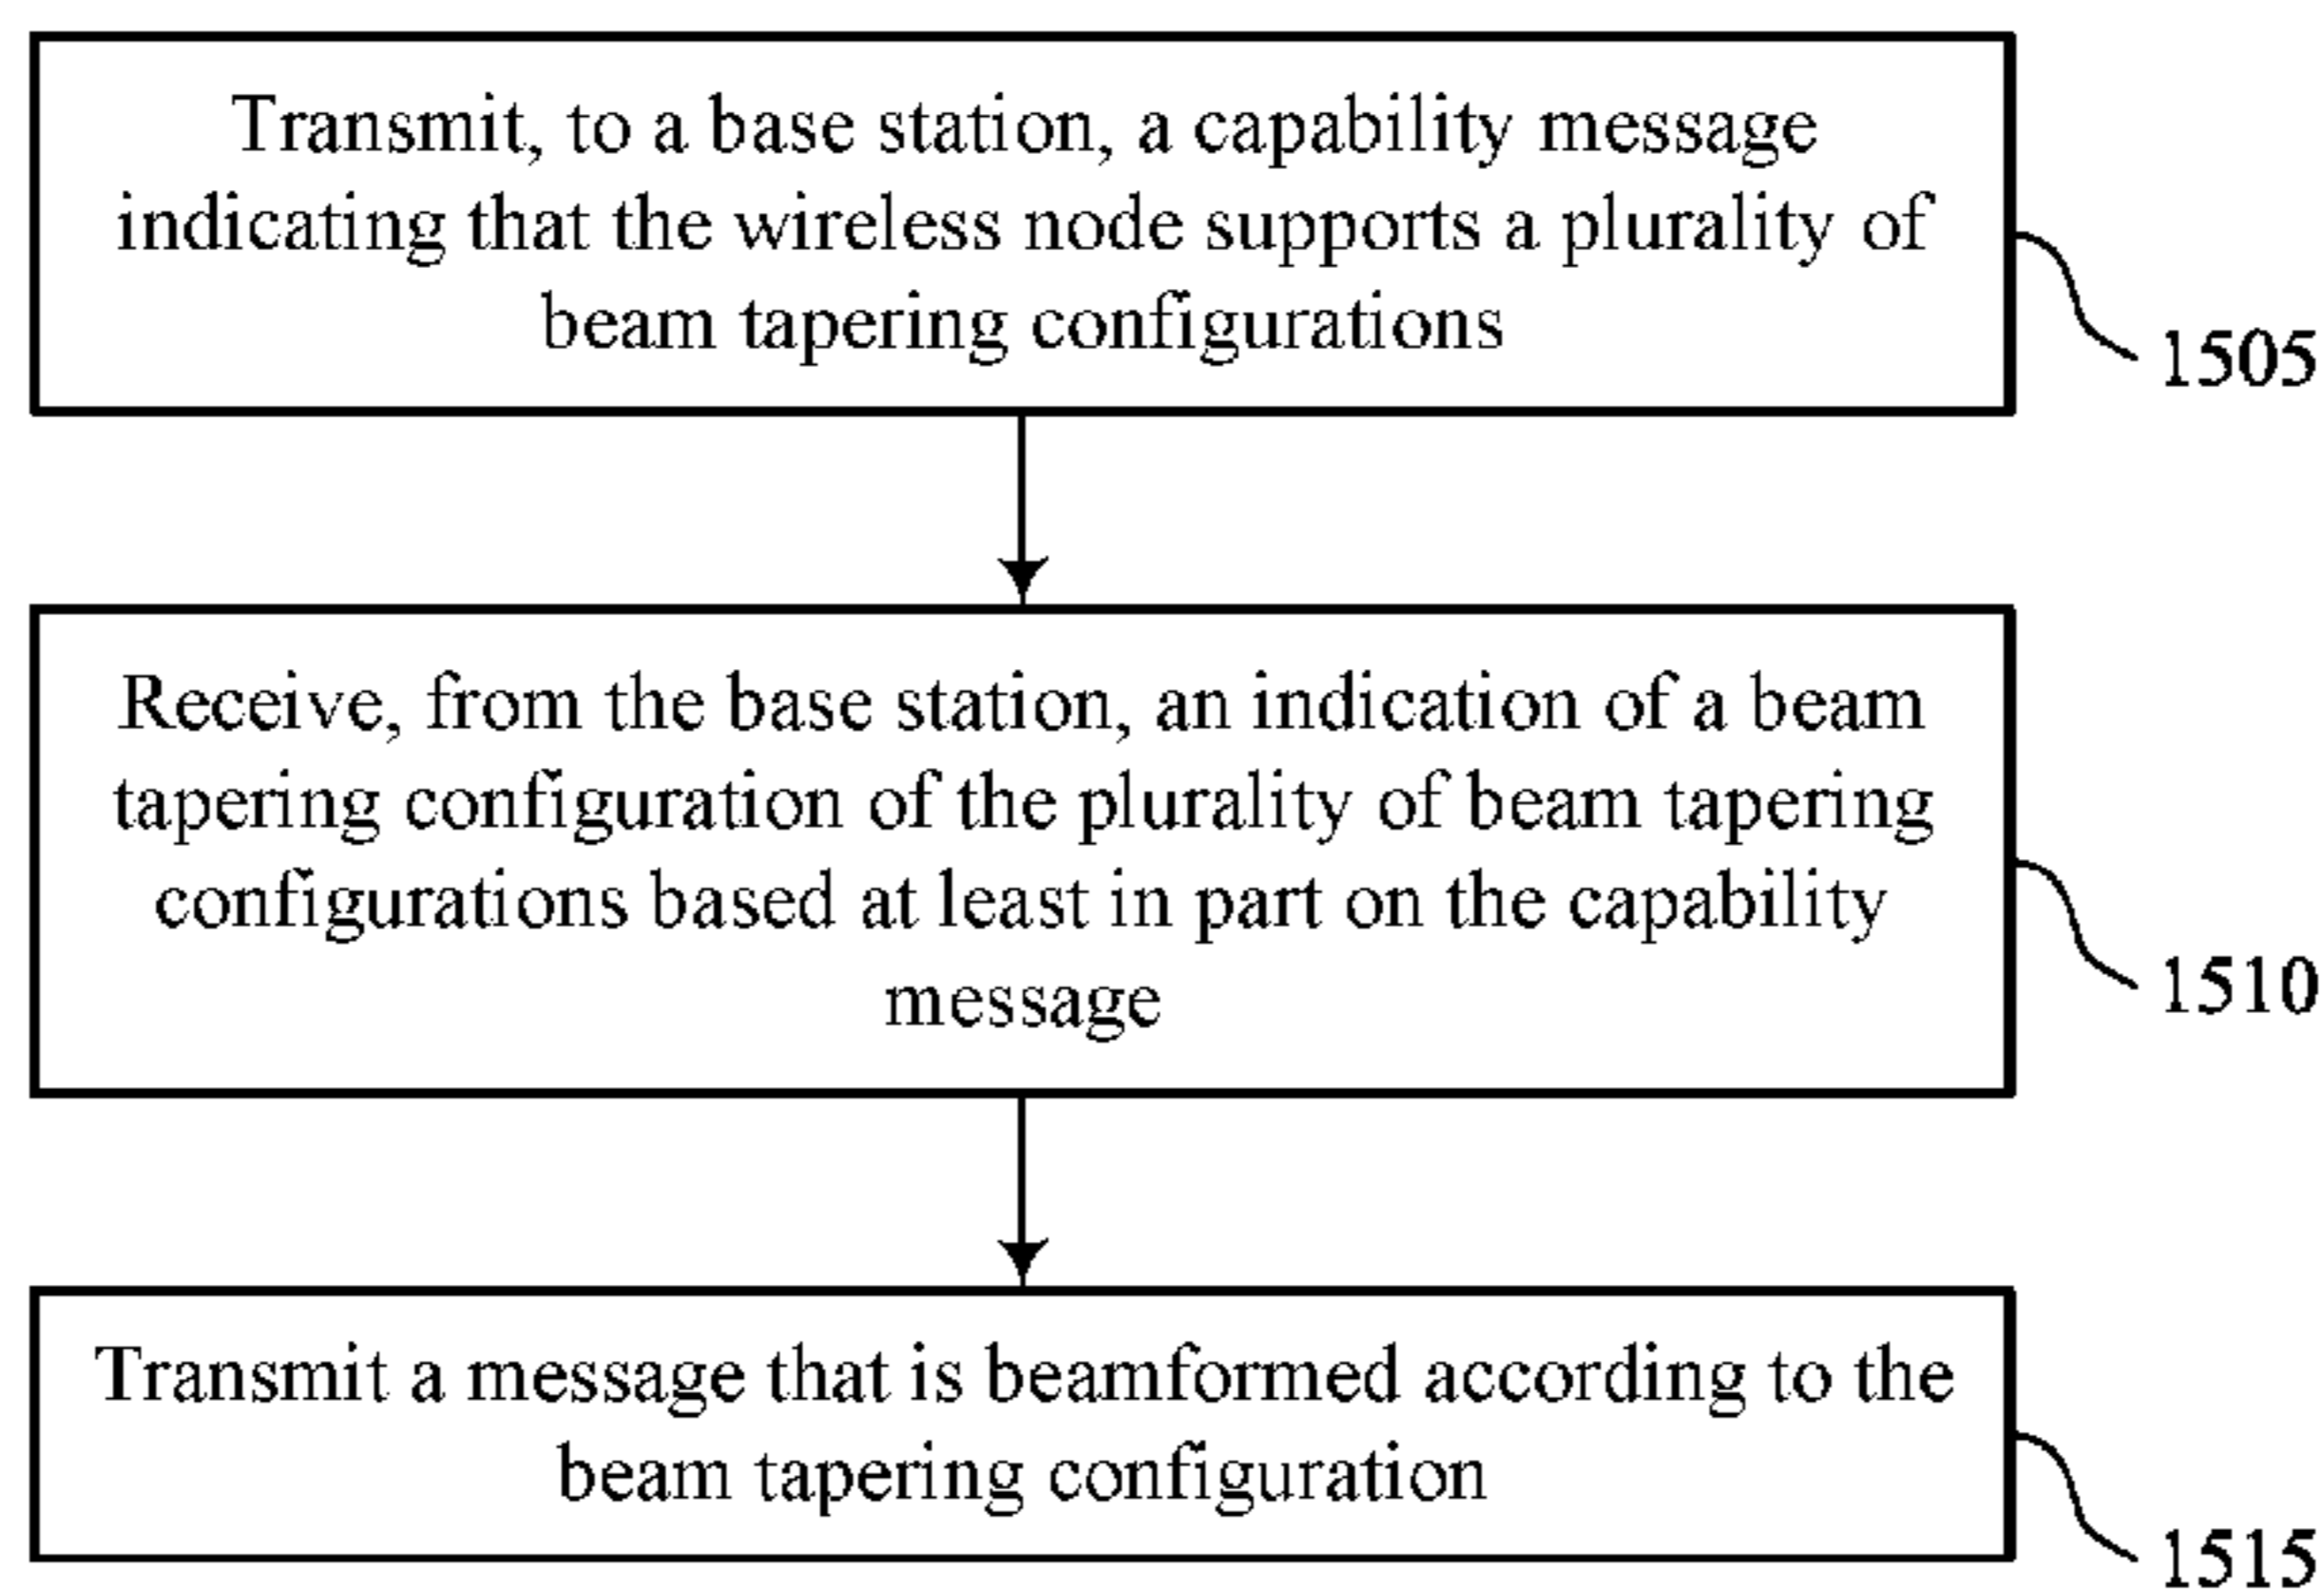 Transmit, to a base station, a capability message
indicating that the wireless node supports a plurality of
beam tapering configurations
1505
Receive, from the base station, an indication of a beam
tapering configuration of the plurality of beam tapering
configurations based at least in part on the capability
message
1510
Transmit a message that is beamformed according to the
beam tapering configuration
1515